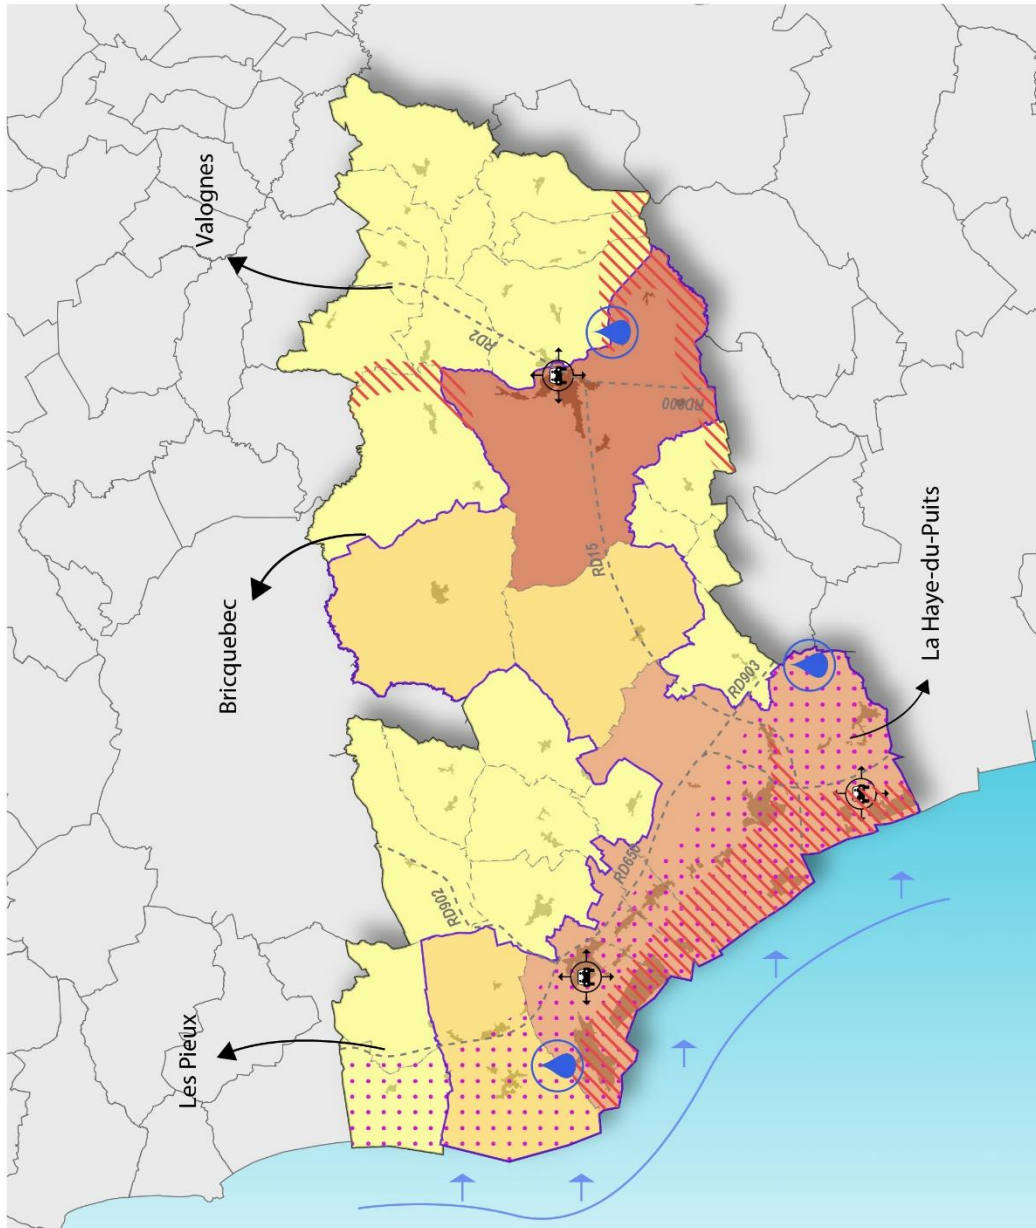 Les Pieux
Bricquebec
Valognes
RD902
RD2
RD15
RD650
RD900
RD903
La Haye-du-Puits